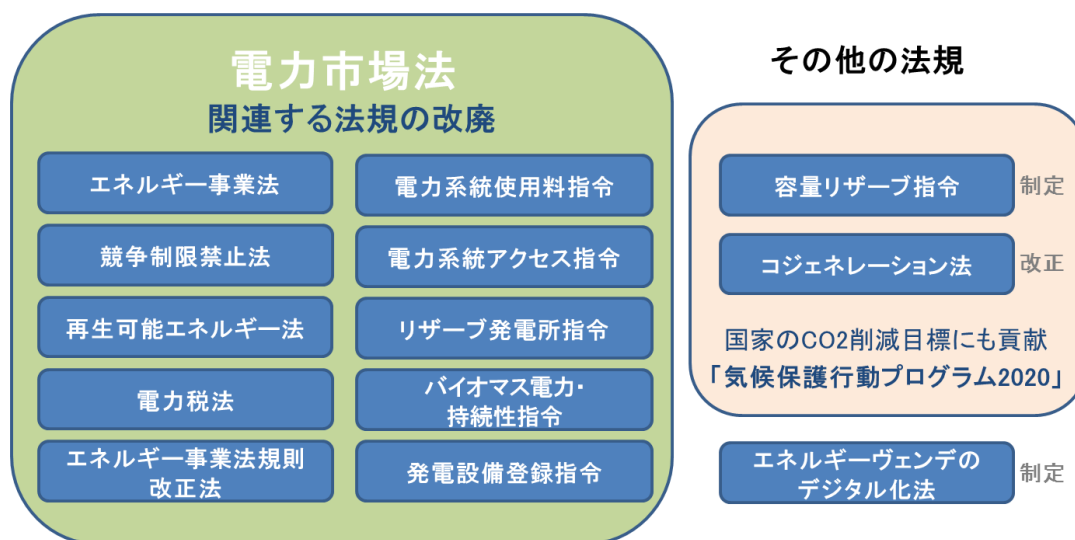 電力市場法
関連する法規の改廃
エネルギー事業法
電力系統使用料指令
競争制限禁止法
電力系統アクセス指令
再生可能エネルギー法
リザーブ発電所指令
電力税法
バイオマス電力・
持続性指令
エネルギー事業法規則
改正法
発電設備登録指令
その他の法規
容量リザーブ指令
制定
コジェネレーション法
改正
国家のCO2削減目標にも貢献
「気候保護行動プログラム2020」
エネルギーヴェンデの
デジタル化法
制定